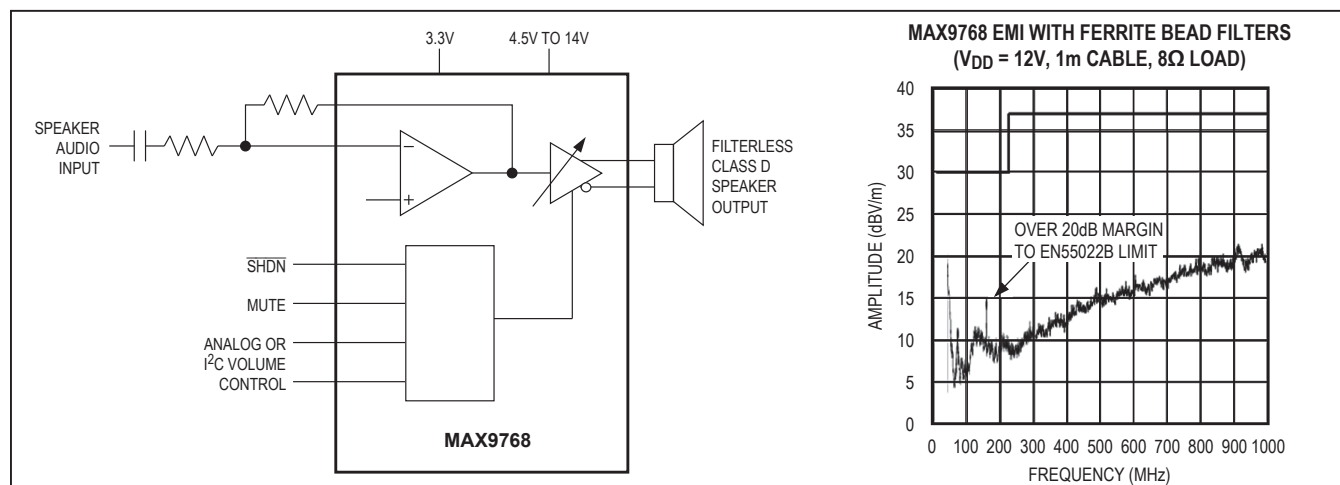 3.3V
4.5V TO 14V
SPEAKER
AUDIO
INPUT
−
+
FILTERLESS
CLASS D
SPEAKER
OUTPUT
SHDN
MUTE
ANALOG OR
I²C VOLUME
CONTROL
MAX9768
MAX9768 EMI WITH FERRITE BEAD FILTERS
(VDD = 12V, 1m CABLE, 8Ω LOAD)
AMPLITUDE (dBV/m)
40
35
30
25
20
15
10
5
0
OVER 20dB MARGIN
TO EN55022B LIMIT
0 100 200 300 400 500 600 700 800 900 1000
FREQUENCY (MHz)